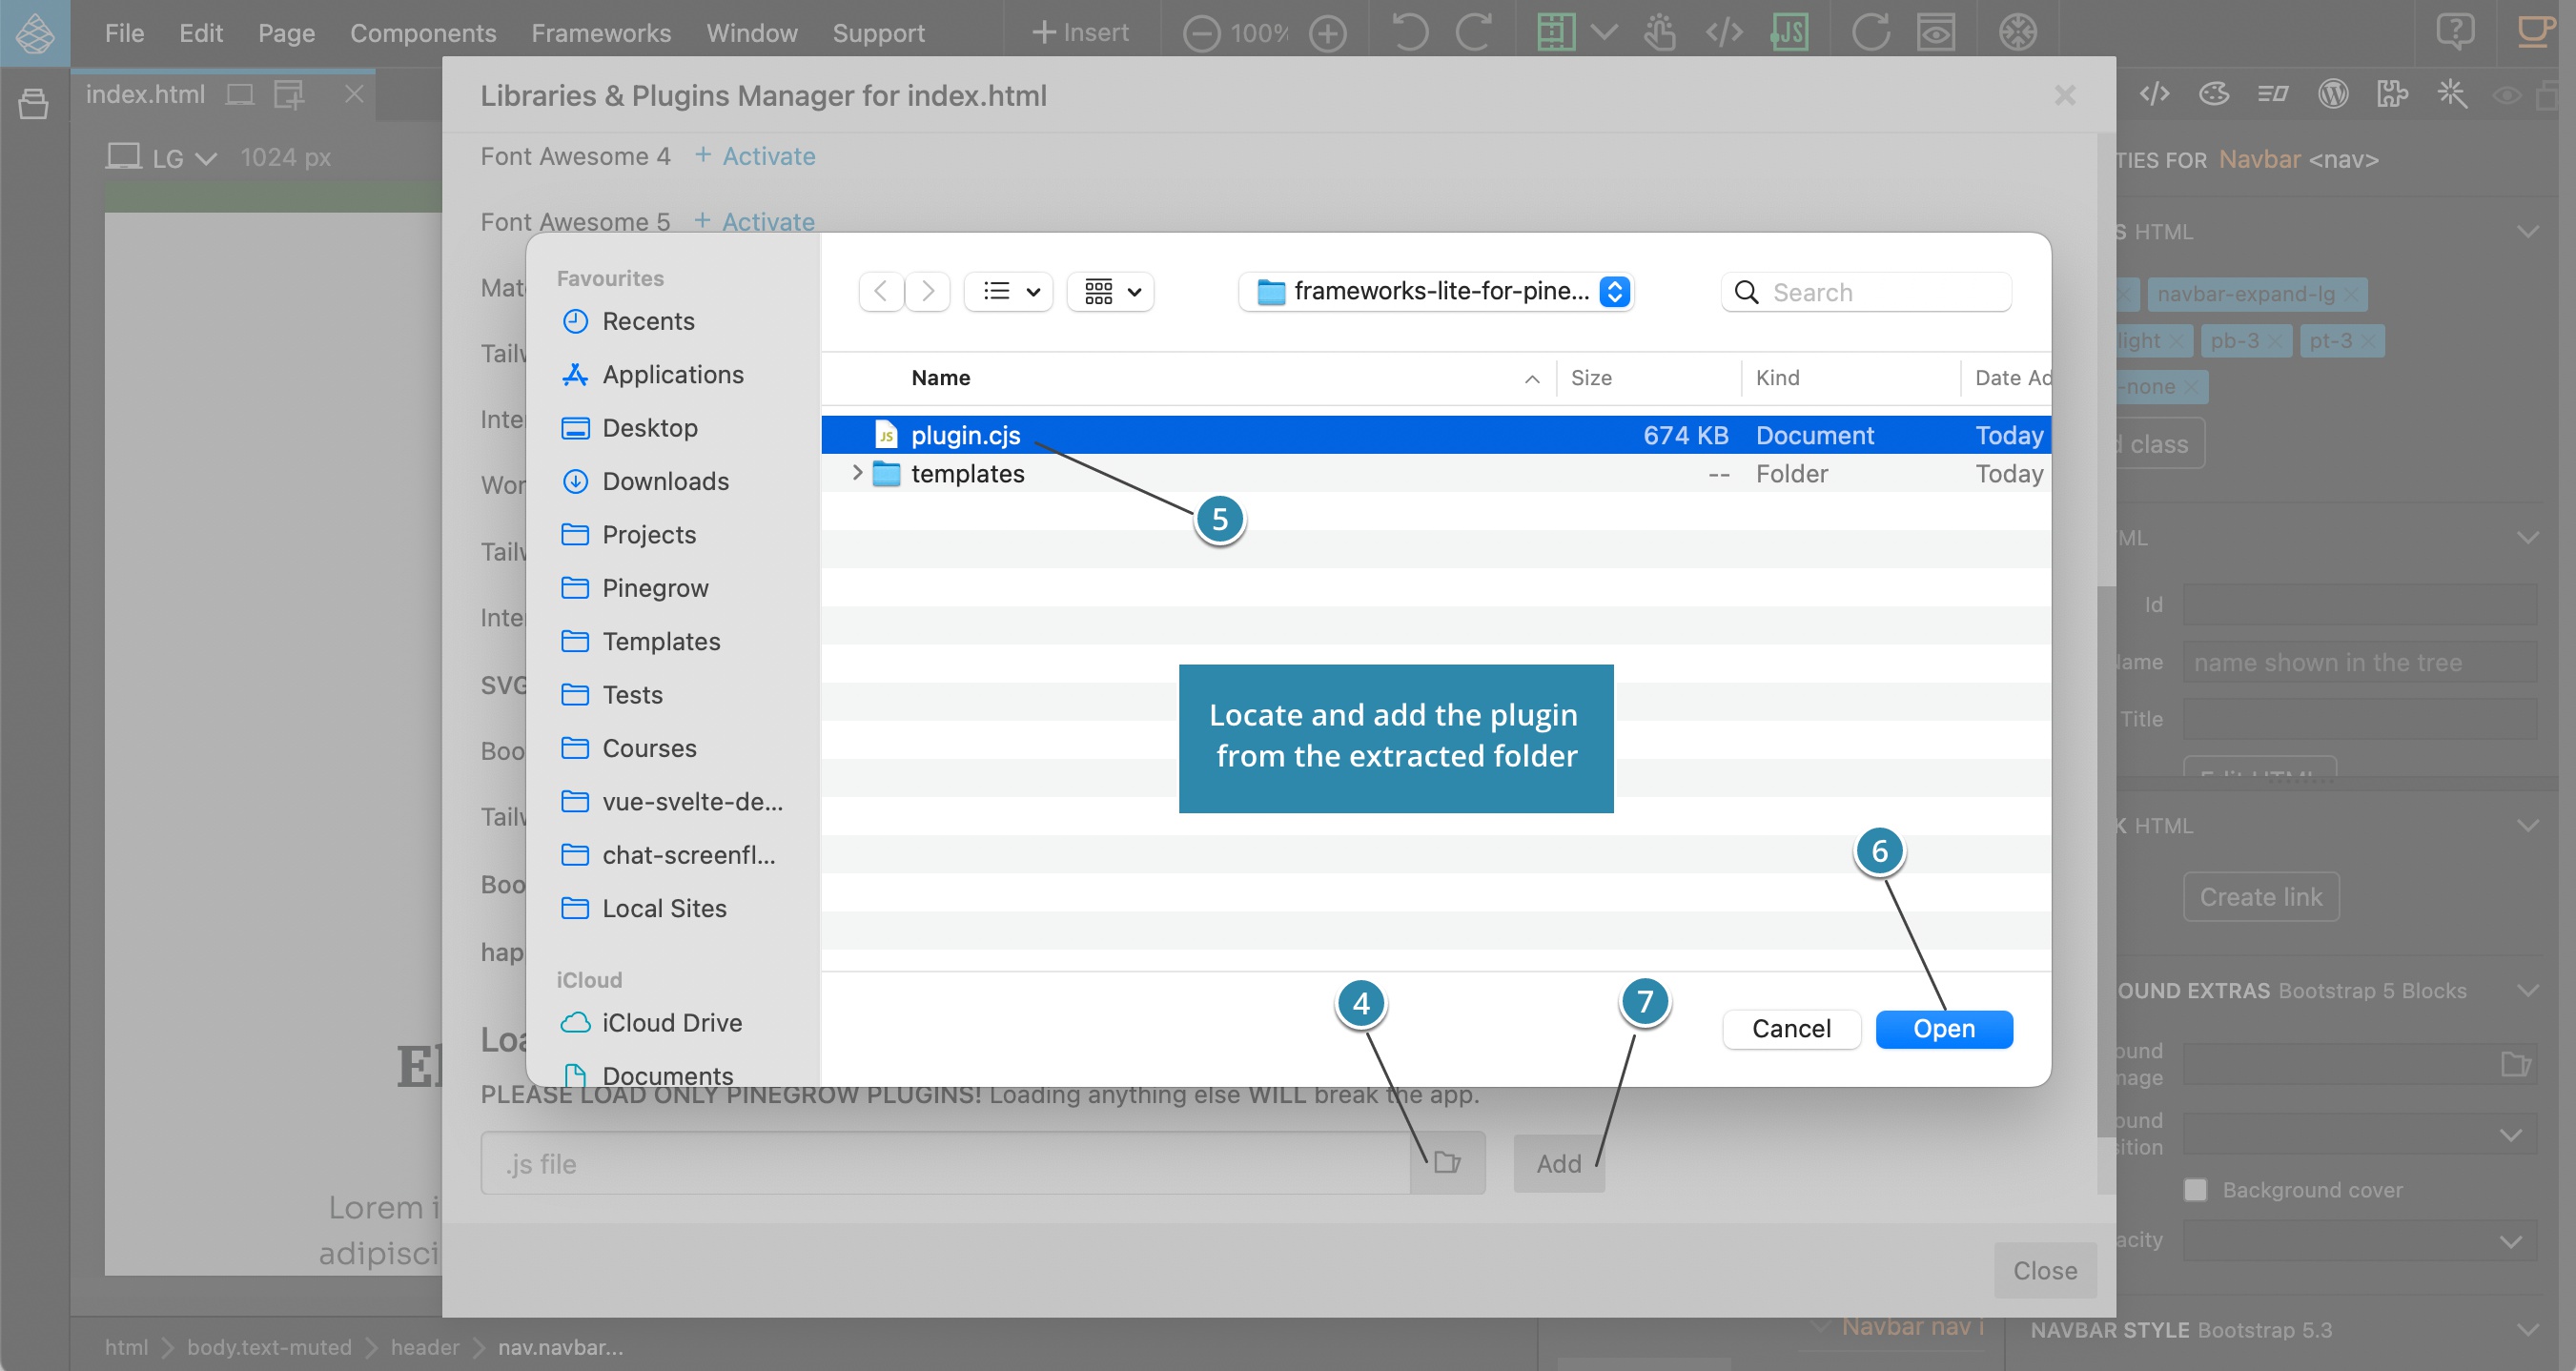 File Edit Page Components Frameworks Window Support + Insert 100%
index.html
LG 1024 px
Libraries & Plugins Manager for index.html
Font Awesome 4 + Activate
Font Awesome 5 + Activate
TIES FOR Navbar <nav>
S HTML
navbar-expand-lg
light pb-3 pt-3
-none
d class
Favourites
Recents
Applications
Desktop
Downloads
Projects
Pinegrow
Templates
Tests
Courses
vue-svelte-de...
chat-screenfl...
Local Sites
iCloud
iCloud Drive
Documents
frameworks-lite-for-pine...
Search
Name Size Kind Date Ad
JS plugin.cjs 674 KB Document Today
templates -- Folder Today
5
Locate and add the plugin
from the extracted folder
6
4
7
Cancel Open
Mat
Tailw
Inte
Wor
Tailw
Inte
SVG
Boo
Tailw
Boo
hap
Loa
PLEASE LOAD ONLY PINEGROW PLUGINS! Loading anything else WILL break the app.
.js file Add
Close
El
Lorem i
adipisci
ML
Id
Name name shown in the tree
Title
Edit HTML
K HTML
Create link
OUND EXTRAS Bootstrap 5 Blocks
ound
mage
ound
sition
Background cover
acity
NAVBAR STYLE Bootstrap 5.3
Navbar nav i
html body.text-muted header nav.navbar...